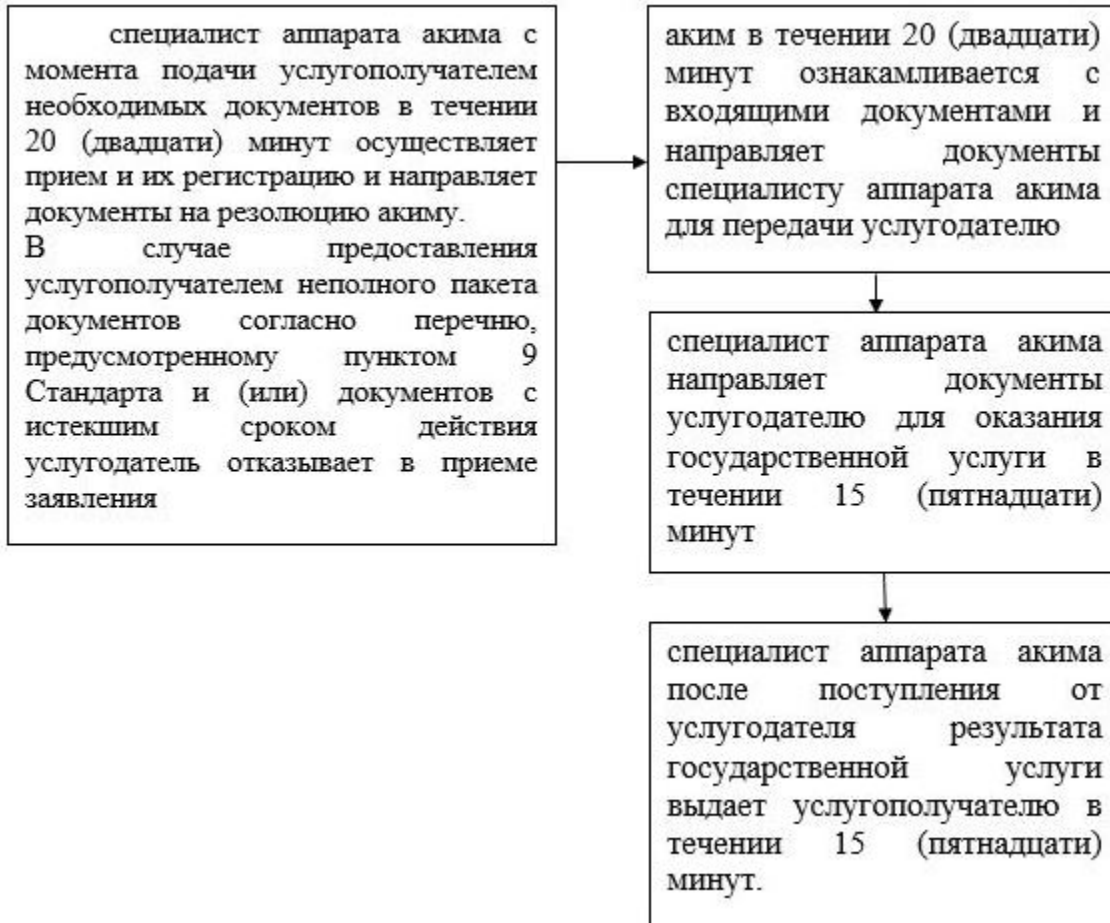 специалист аппарата акима с
момента подачи услугополучателем
необходимых документов в течении
20 (двадцати) минут осуществляет
прием и их регистрацию и направляет
документы на резолюцию акиму.
В случае предоставления
услугополучателем неполного пакета
документов согласно перечню,
предусмотренному пунктом 9
Стандарта и (или) документов с
истекшим сроком действия
услугодатель отказывает в приеме
заявления
аким в течении 20 (двадцати)
минут ознакамливается с
входящими документами и
направляет документы
специалисту аппарата акима
для передачи услугодателю
специалист аппарата акима
направляет документы
услугодателю для оказания
государственной услуги в
течении 15 (пятнадцати)
минут
специалист аппарата акима
после поступления от
услугодателя результата
государственной услуги
выдает услугополучателю в
течении 15 (пятнадцати)
минут.